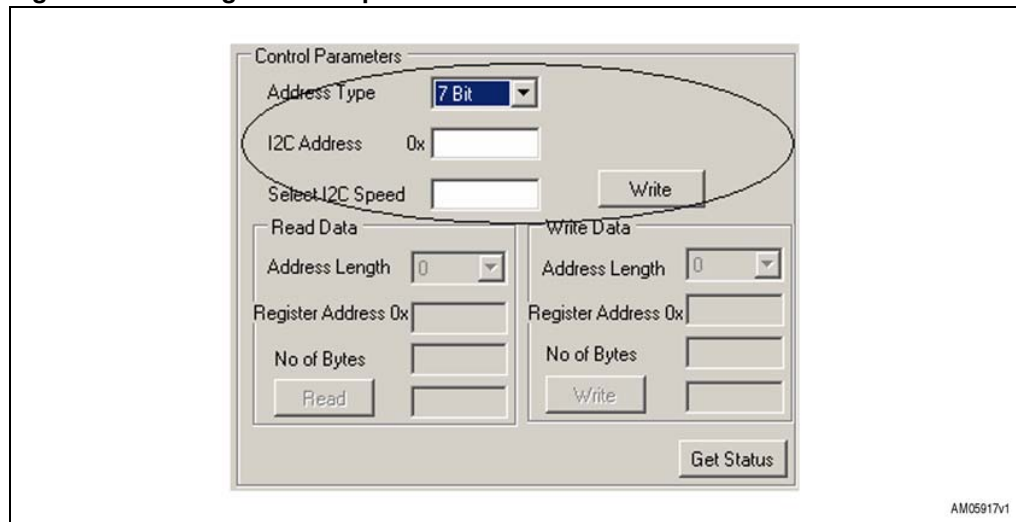 Control Parameters
Address Type 7 Bit
I2C Address 0x
Select I2C Speed Write
Read Data
Address Length 0
Register Address 0x
No of Bytes
Read
Write Data
Address Length 0
Register Address 0x
No of Bytes
Write
Get Status
AM05917v1